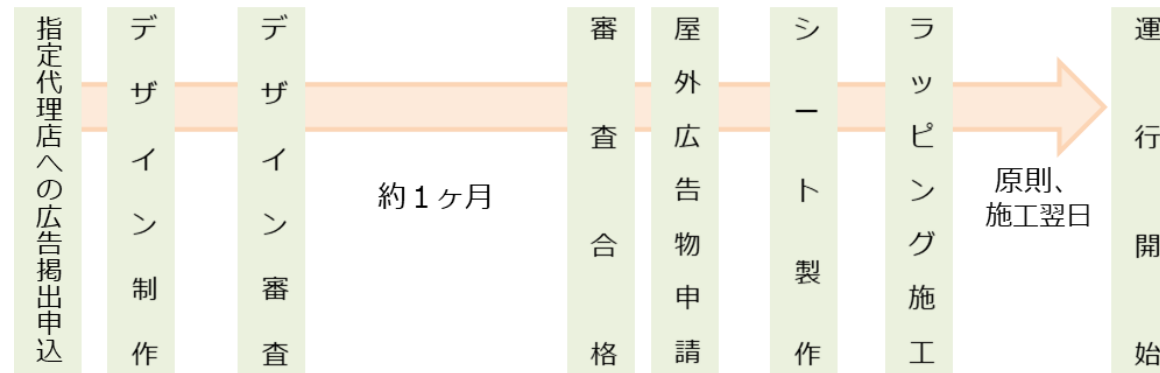 指定代理店への広告掲出申込
デザイン制作
デザイン審査
約1ヶ月
審査合格
屋外広告物申請
シート製作
ラッピング施工
原則、
施工翌日
運行開始